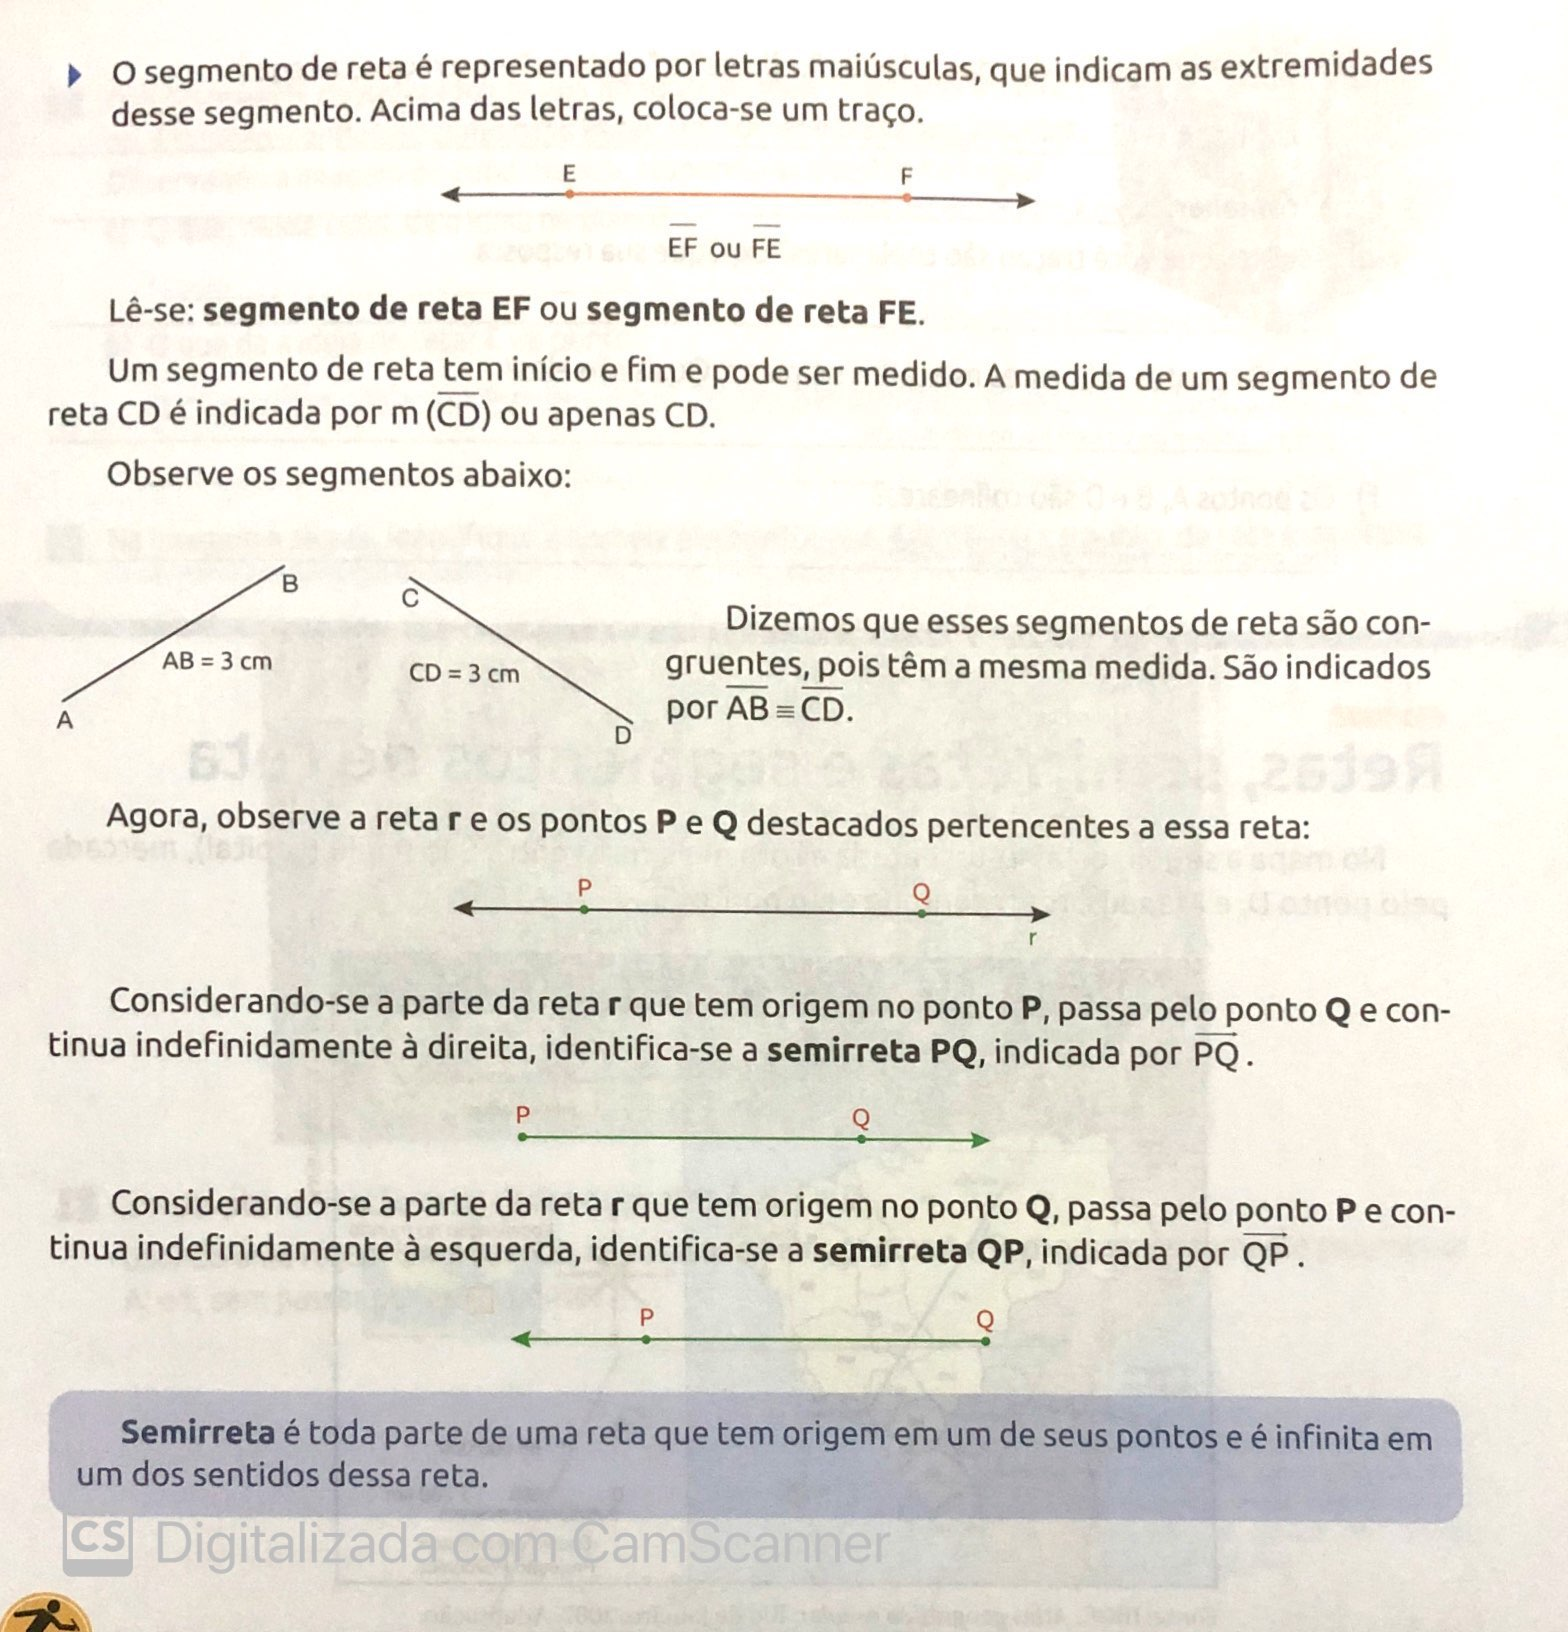 O segmento de reta é representado por letras maiúsculas, que indicam as extremidades
desse segmento. Acima das letras, coloca-se um traço.
E F
E̅F̅ ou F̅E̅
Lê-se: segmento de reta EF ou segmento de reta FE.
Um segmento de reta tem início e fim e pode ser medido. A medida de um segmento de
reta CD é indicada por m (C̅D̅) ou apenas CD.
Observe os segmentos abaixo:
B
AB = 3 cm
A
C
CD = 3 cm
D
Dizemos que esses segmentos de reta são con-
gruentes, pois têm a mesma medida. São indicados
por A̅B̅ ≡ C̅D̅.
Agora, observe a reta r e os pontos P e Q destacados pertencentes a essa reta:
P Q
r
Considerando-se a parte da reta r que tem origem no ponto P, passa pelo ponto Q e con-
tinua indefinidamente à direita, identifica-se a semirreta PQ, indicada por P⃗Q⃗ .
P Q
Considerando-se a parte da reta r que tem origem no ponto Q, passa pelo ponto P e con-
tinua indefinidamente à esquerda, identifica-se a semirreta QP, indicada por Q⃗P⃗ .
P Q
Semirreta é toda parte de uma reta que tem origem em um de seus pontos e é infinita em
um dos sentidos dessa reta.
CS Digitalizada com CamScanner